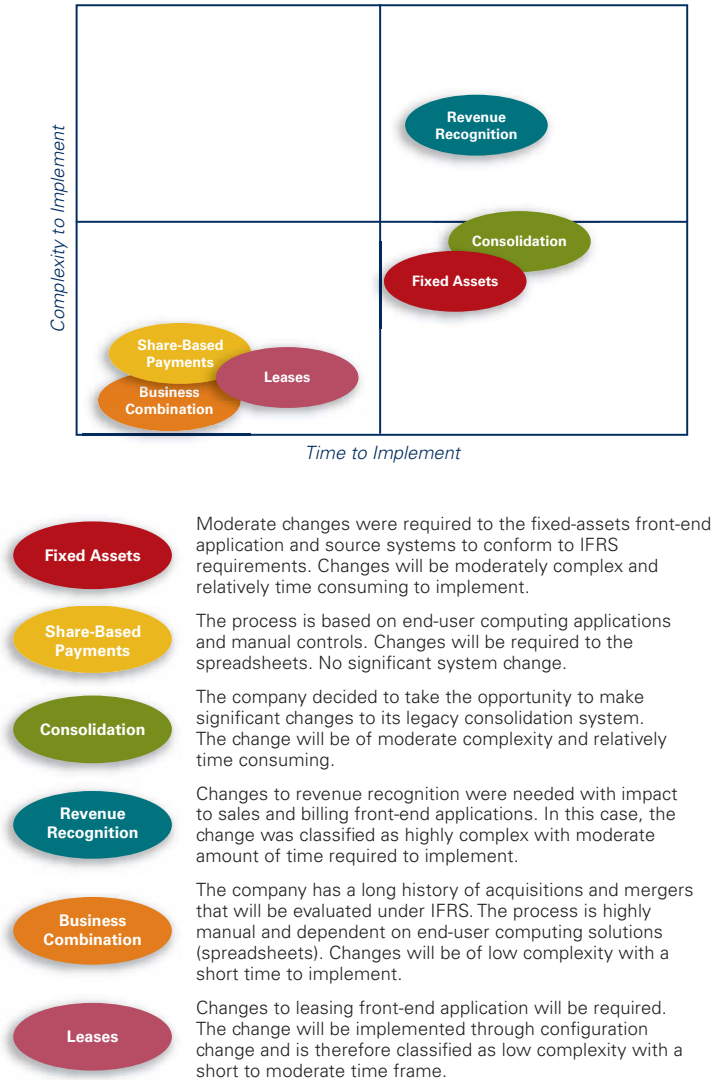 Complexity to Implement
Revenue
Recognition
Consolidation
Fixed Assets
Share-Based
Payments
Leases
Business
Combination
Time to Implement
Fixed Assets
Moderate changes were required to the fixed-assets front-end
application and source systems to conform to IFRS
requirements. Changes will be moderately complex and
relatively time consuming to implement.
Share-Based
Payments
The process is based on end-user computing applications
and manual controls. Changes will be required to the
spreadsheets. No significant system change.
Consolidation
The company decided to take the opportunity to make
significant changes to its legacy consolidation system.
The change will be of moderate complexity and relatively
time consuming.
Revenue
Recognition
Changes to revenue recognition were needed with impact
to sales and billing front-end applications. In this case, the
change was classified as highly complex with moderate
amount of time required to implement.
Business
Combination
The company has a long history of acquisitions and mergers
that will be evaluated under IFRS. The process is highly
manual and dependent on end-user computing solutions
(spreadsheets). Changes will be of low complexity with a
short time to implement.
Leases
Changes to leasing front-end application will be required.
The change will be implemented through configuration
change and is therefore classified as low complexity with a
short to moderate time frame.